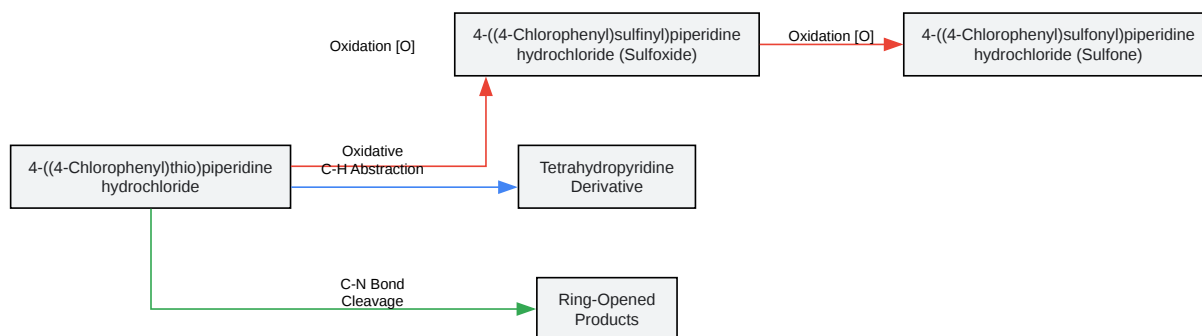 Oxidation [O]
4-((4-Chlorophenyl)sulfinyl)piperidine
hydrochloride (Sulfoxide)
Oxidation [O]
4-((4-Chlorophenyl)sulfonyl)piperidine
hydrochloride (Sulfone)
4-((4-Chlorophenyl)thio)piperidine
hydrochloride
Oxidative
C-H Abstraction
Tetrahydropyridine
Derivative
C-N Bond
Cleavage
Ring-Opened
Products